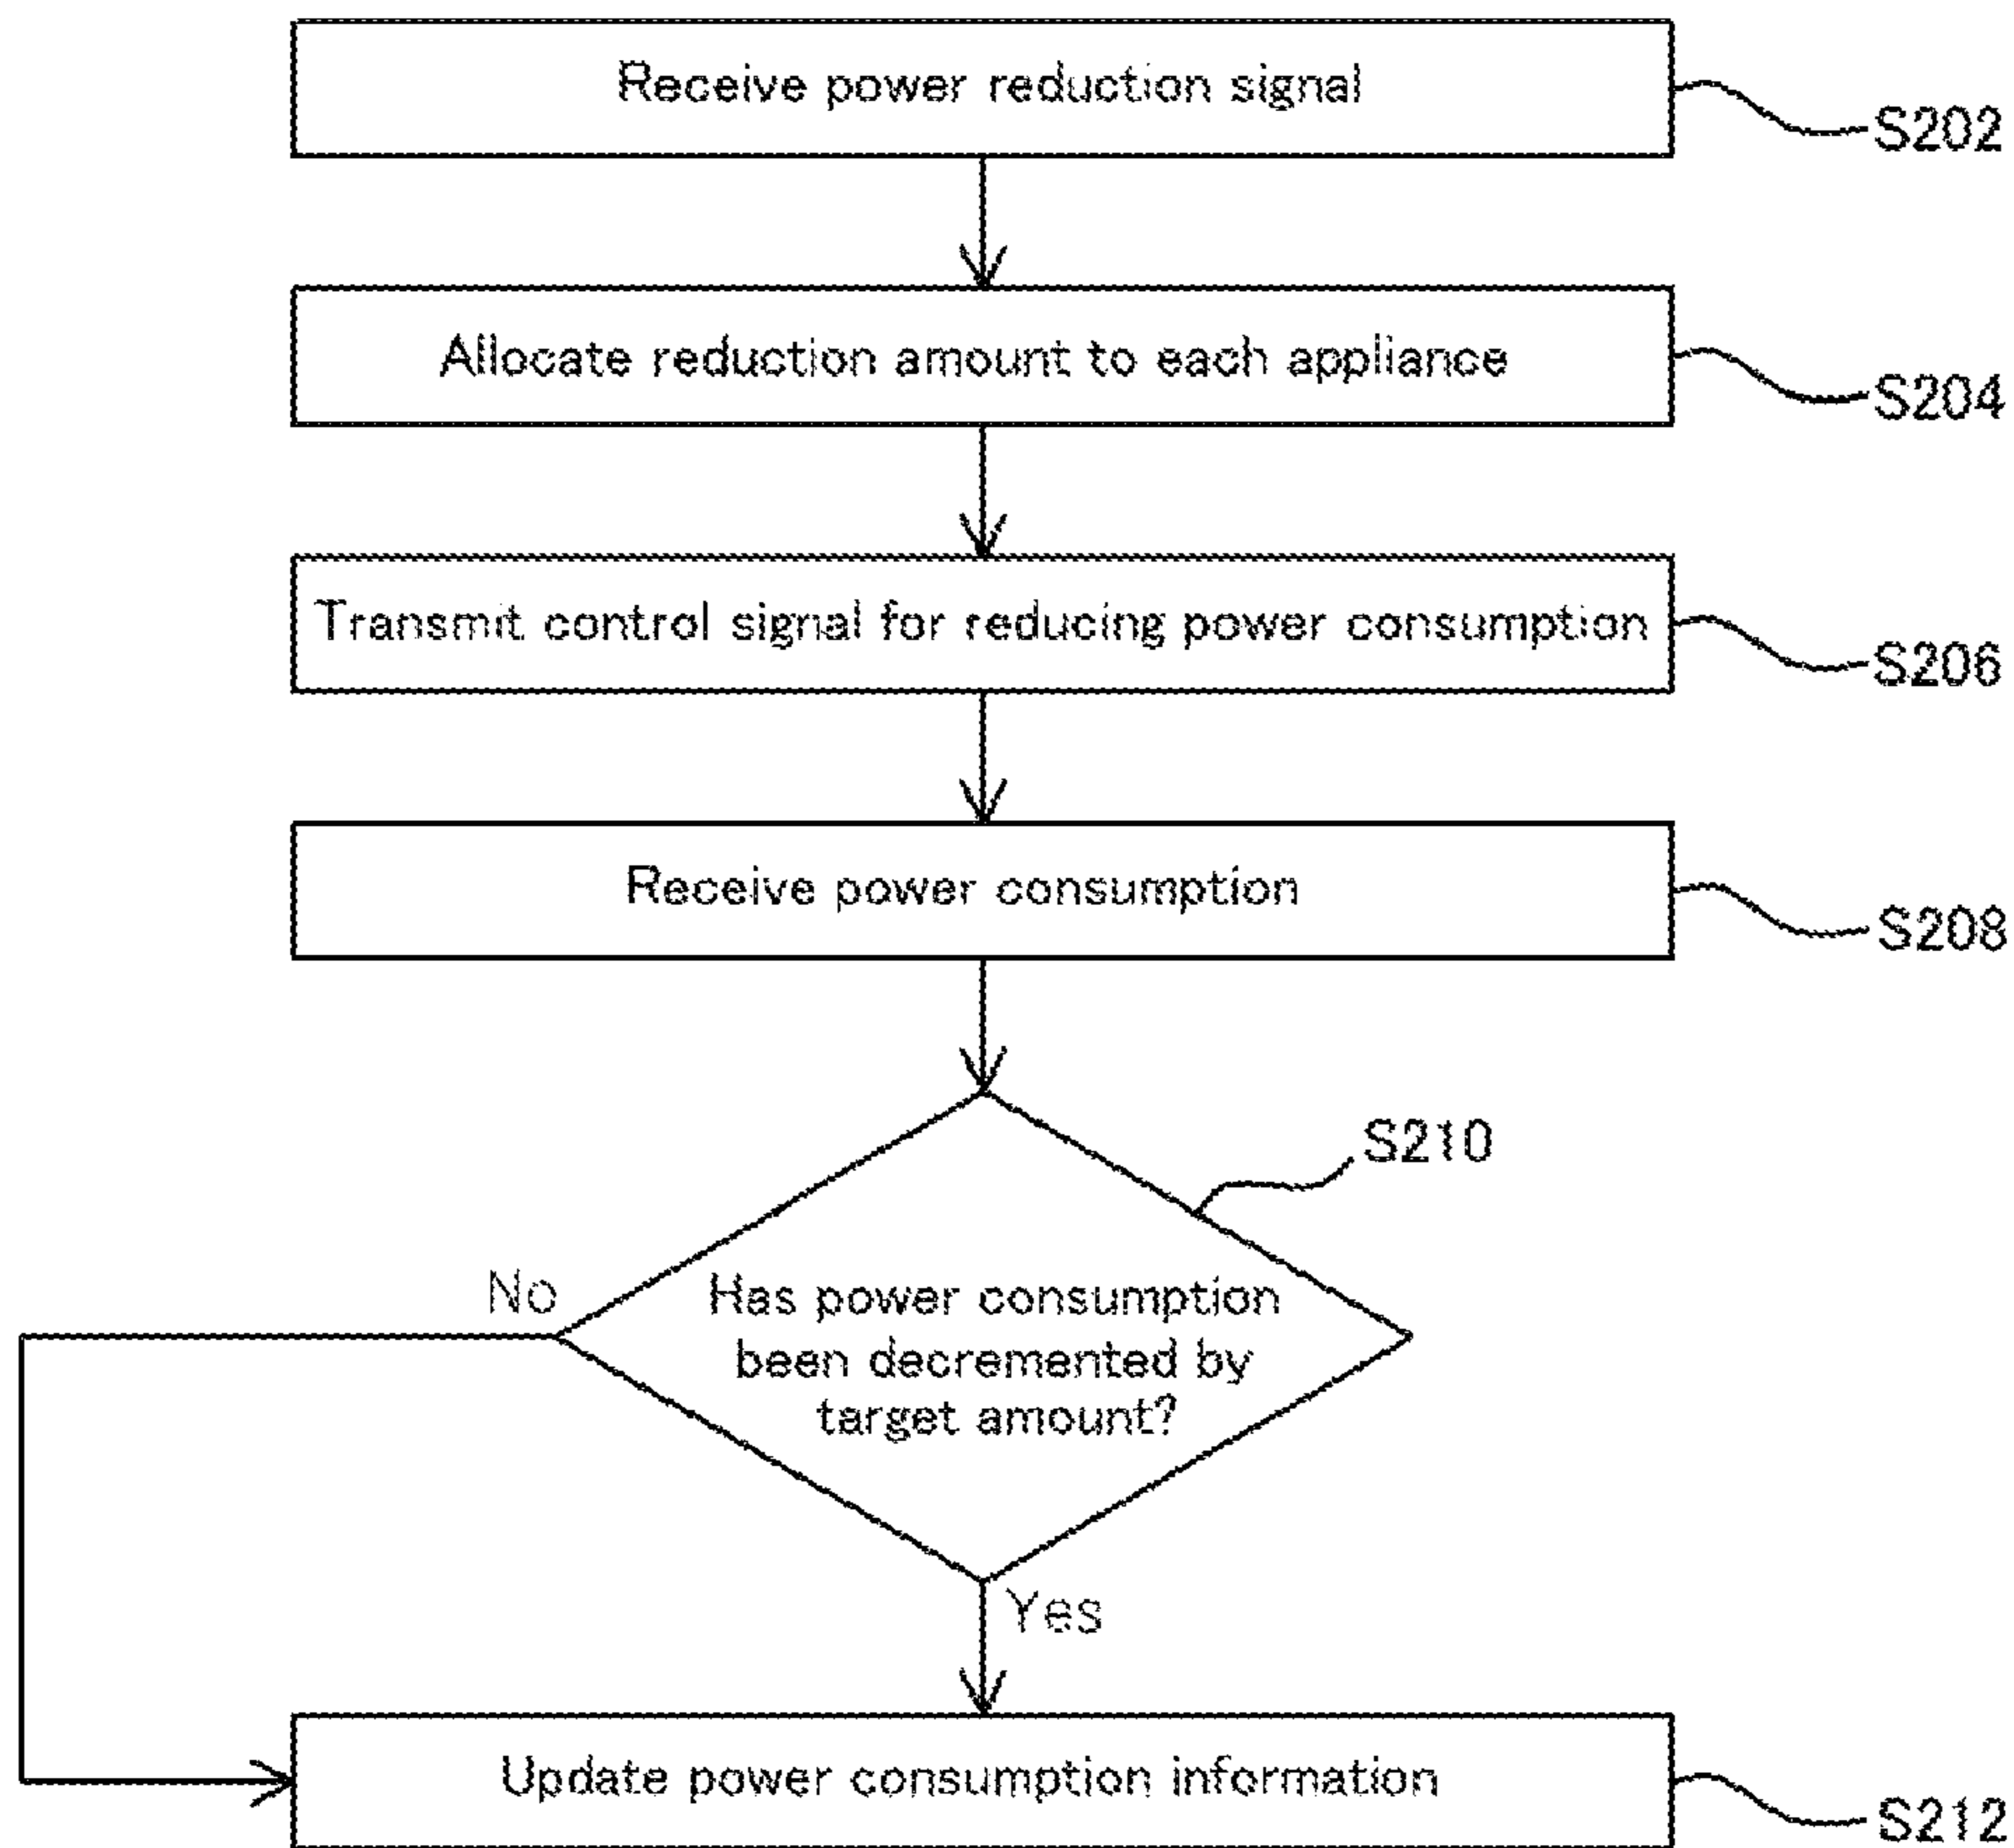 Receive power reduction signal
S202
Allocate reduction amount to each appliance
S204
Transmit control signal for reducing power consumption
S206
Receive power consumption
S208
S210
No
Has power consumption
been decremented by
target amount?
Yes
Update power consumption information
S212